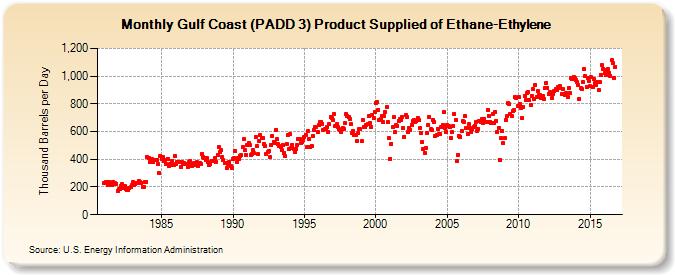 Monthly Gulf Coast (PADD 3) Product Supplied of Ethane-Ethylene
Thousand Barrels per Day
1,200
1,000
800
600
400
200
0
1985 1990 1995 2000 2005 2010 2015
Source: U.S. Energy Information Administration